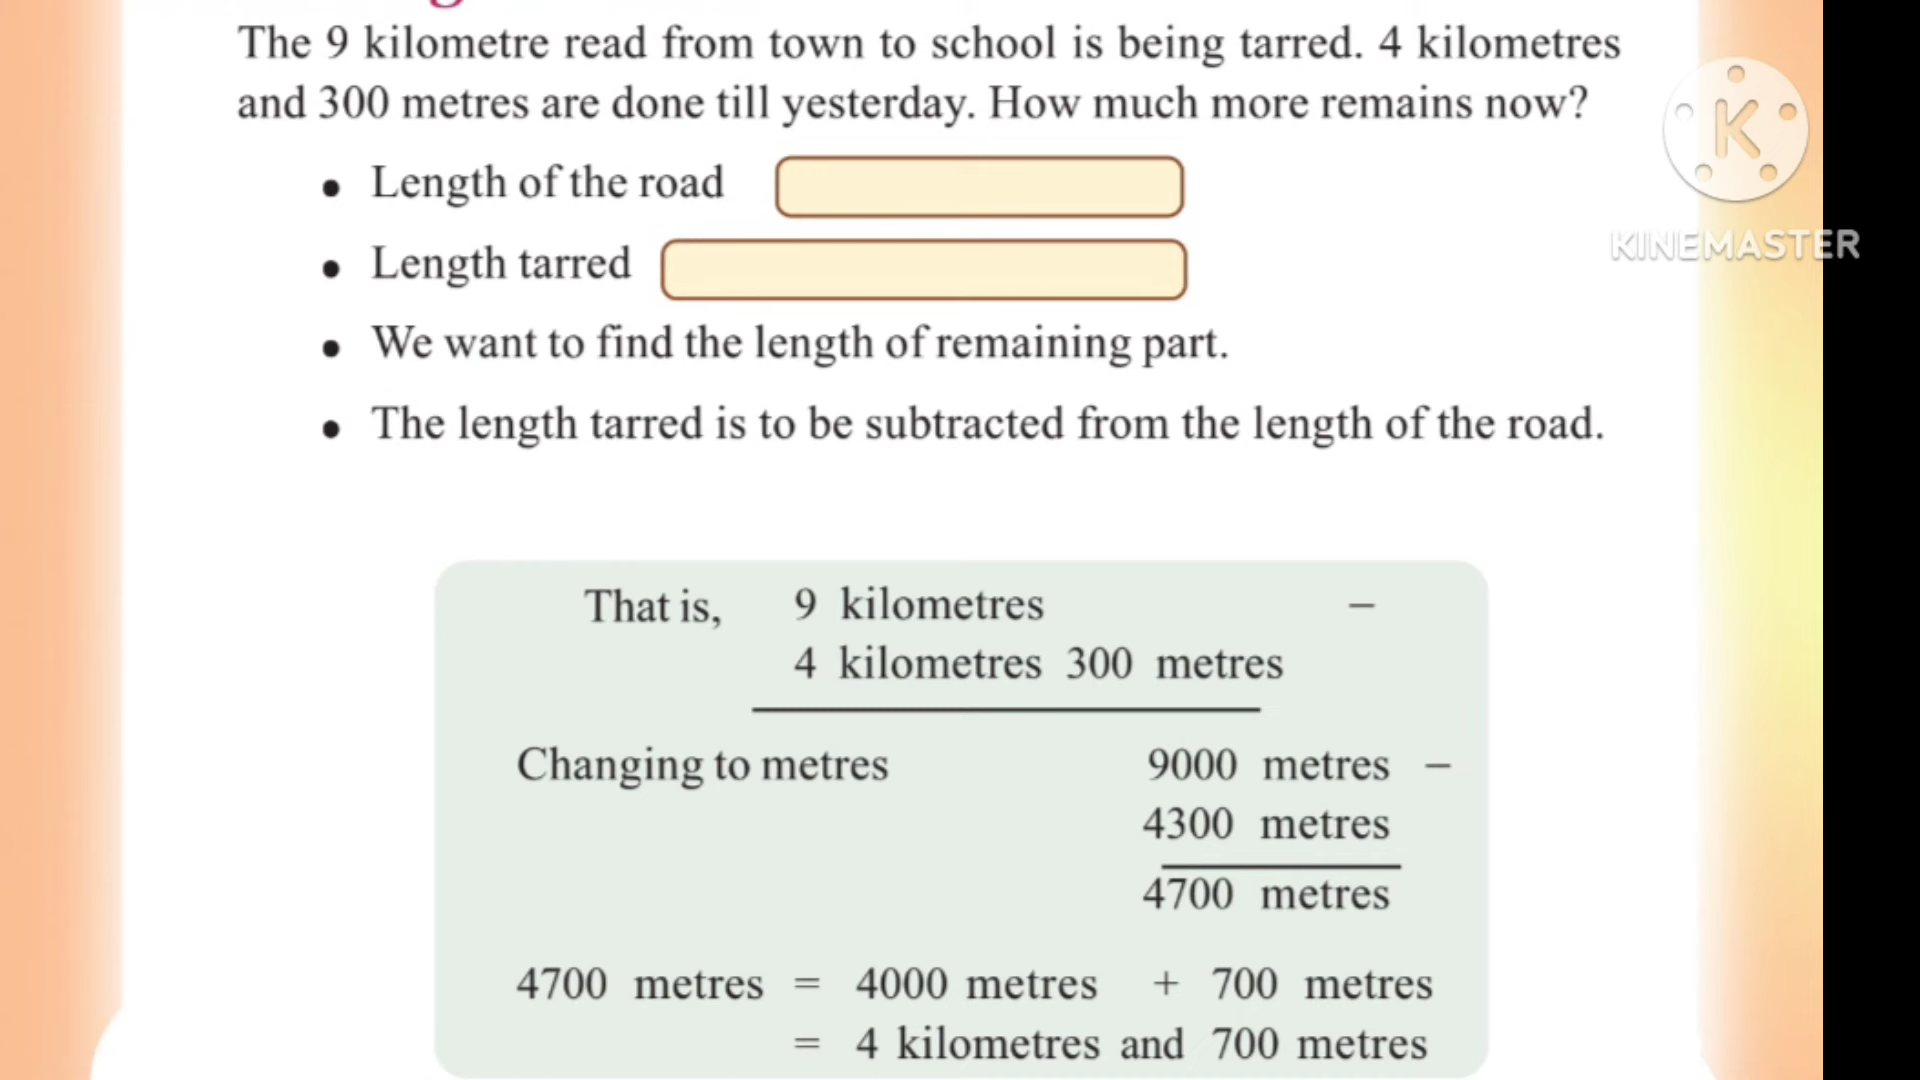 The 9 kilometre read from town to school is being tarred. 4 kilometres
and 300 metres are done till yesterday. How much more remains now?
K
KINEMASTER
• Length of the road
• Length tarred
• We want to find the length of remaining part.
• The length tarred is to be subtracted from the length of the road.
That is, 9 kilometres –
4 kilometres 300 metres
Changing to metres 9000 metres –
4300 metres
4700 metres
4700 metres = 4000 metres + 700 metres
= 4 kilometres and 700 metres